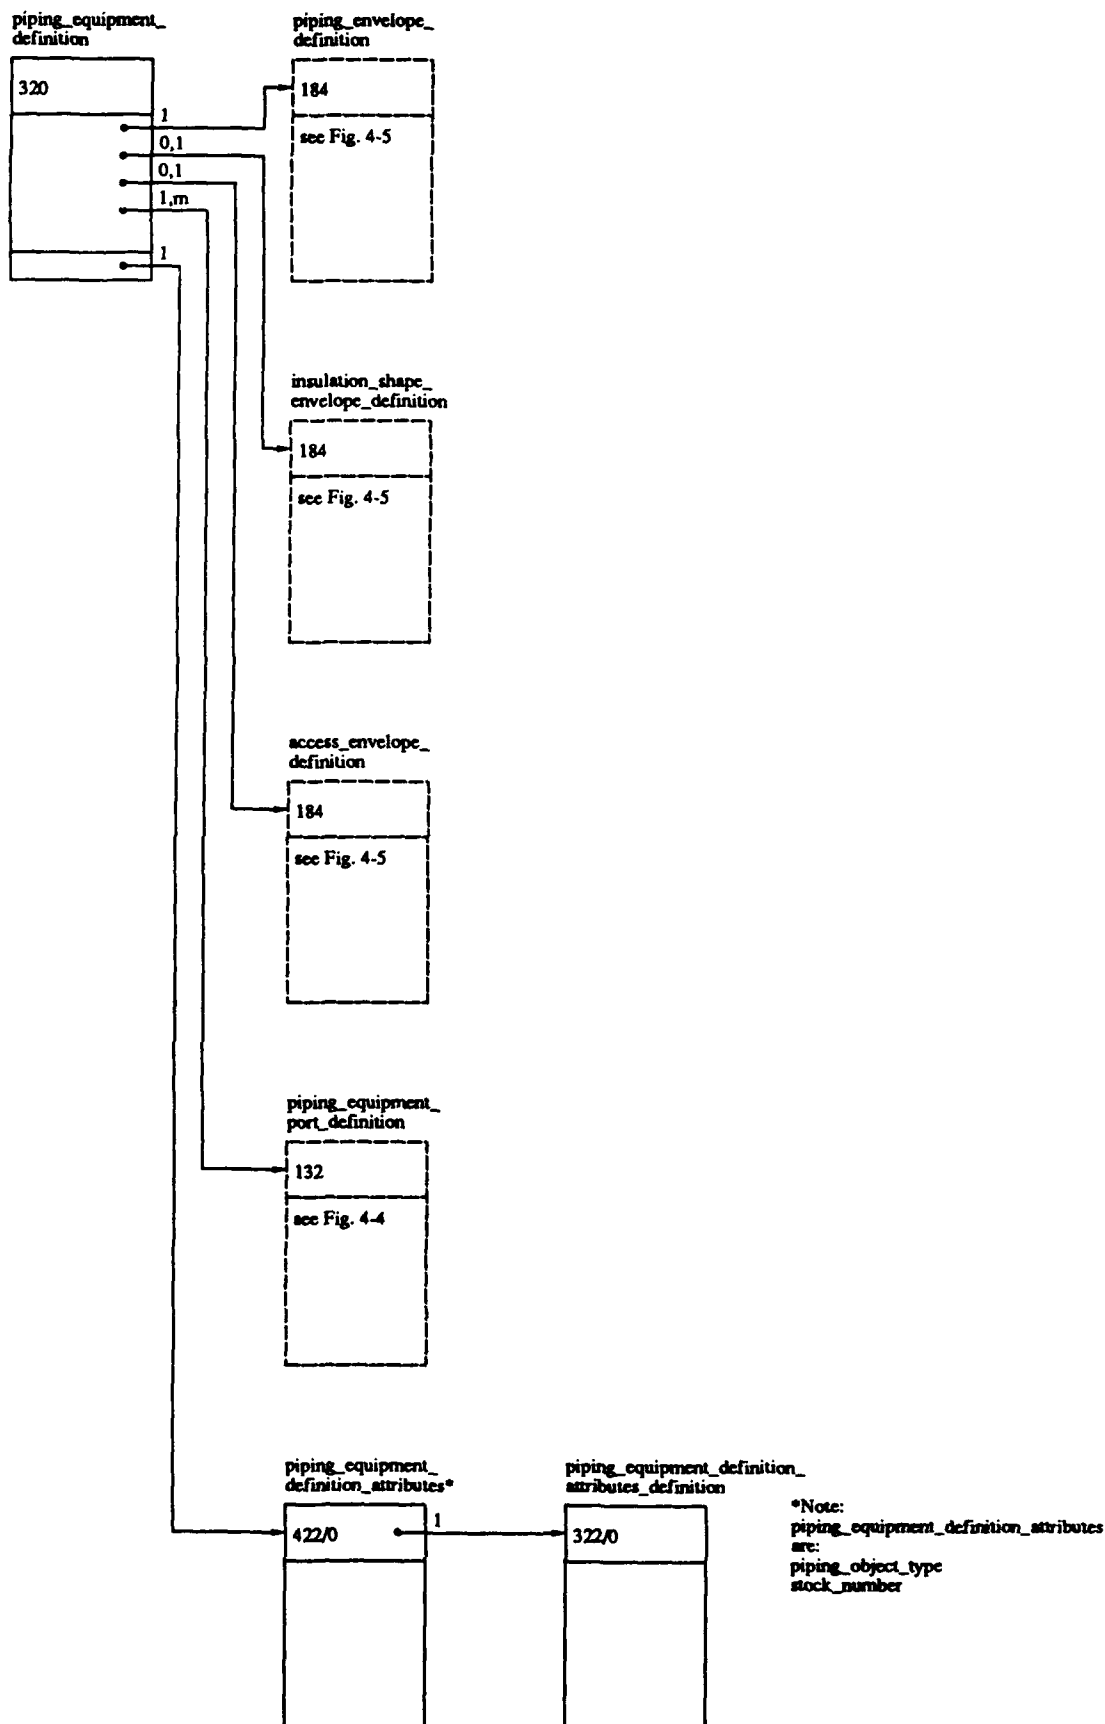 piping_equipment_
definition
320
1
0,1
0,1
1,m
1
piping_envelope_
definition
184
see Fig. 4-5
insulation_shape_
envelope_definition
184
see Fig. 4-5
access_envelope_
definition
184
see Fig. 4-5
piping_equipment_
port_definition
132
see Fig. 4-4
piping_equipment_
definition_attributes*
422/0
1
piping_equipment_definition_
attributes_definition
322/0
*Note:
piping_equipment_definition_attributes
are:
piping_object_type
stock_number